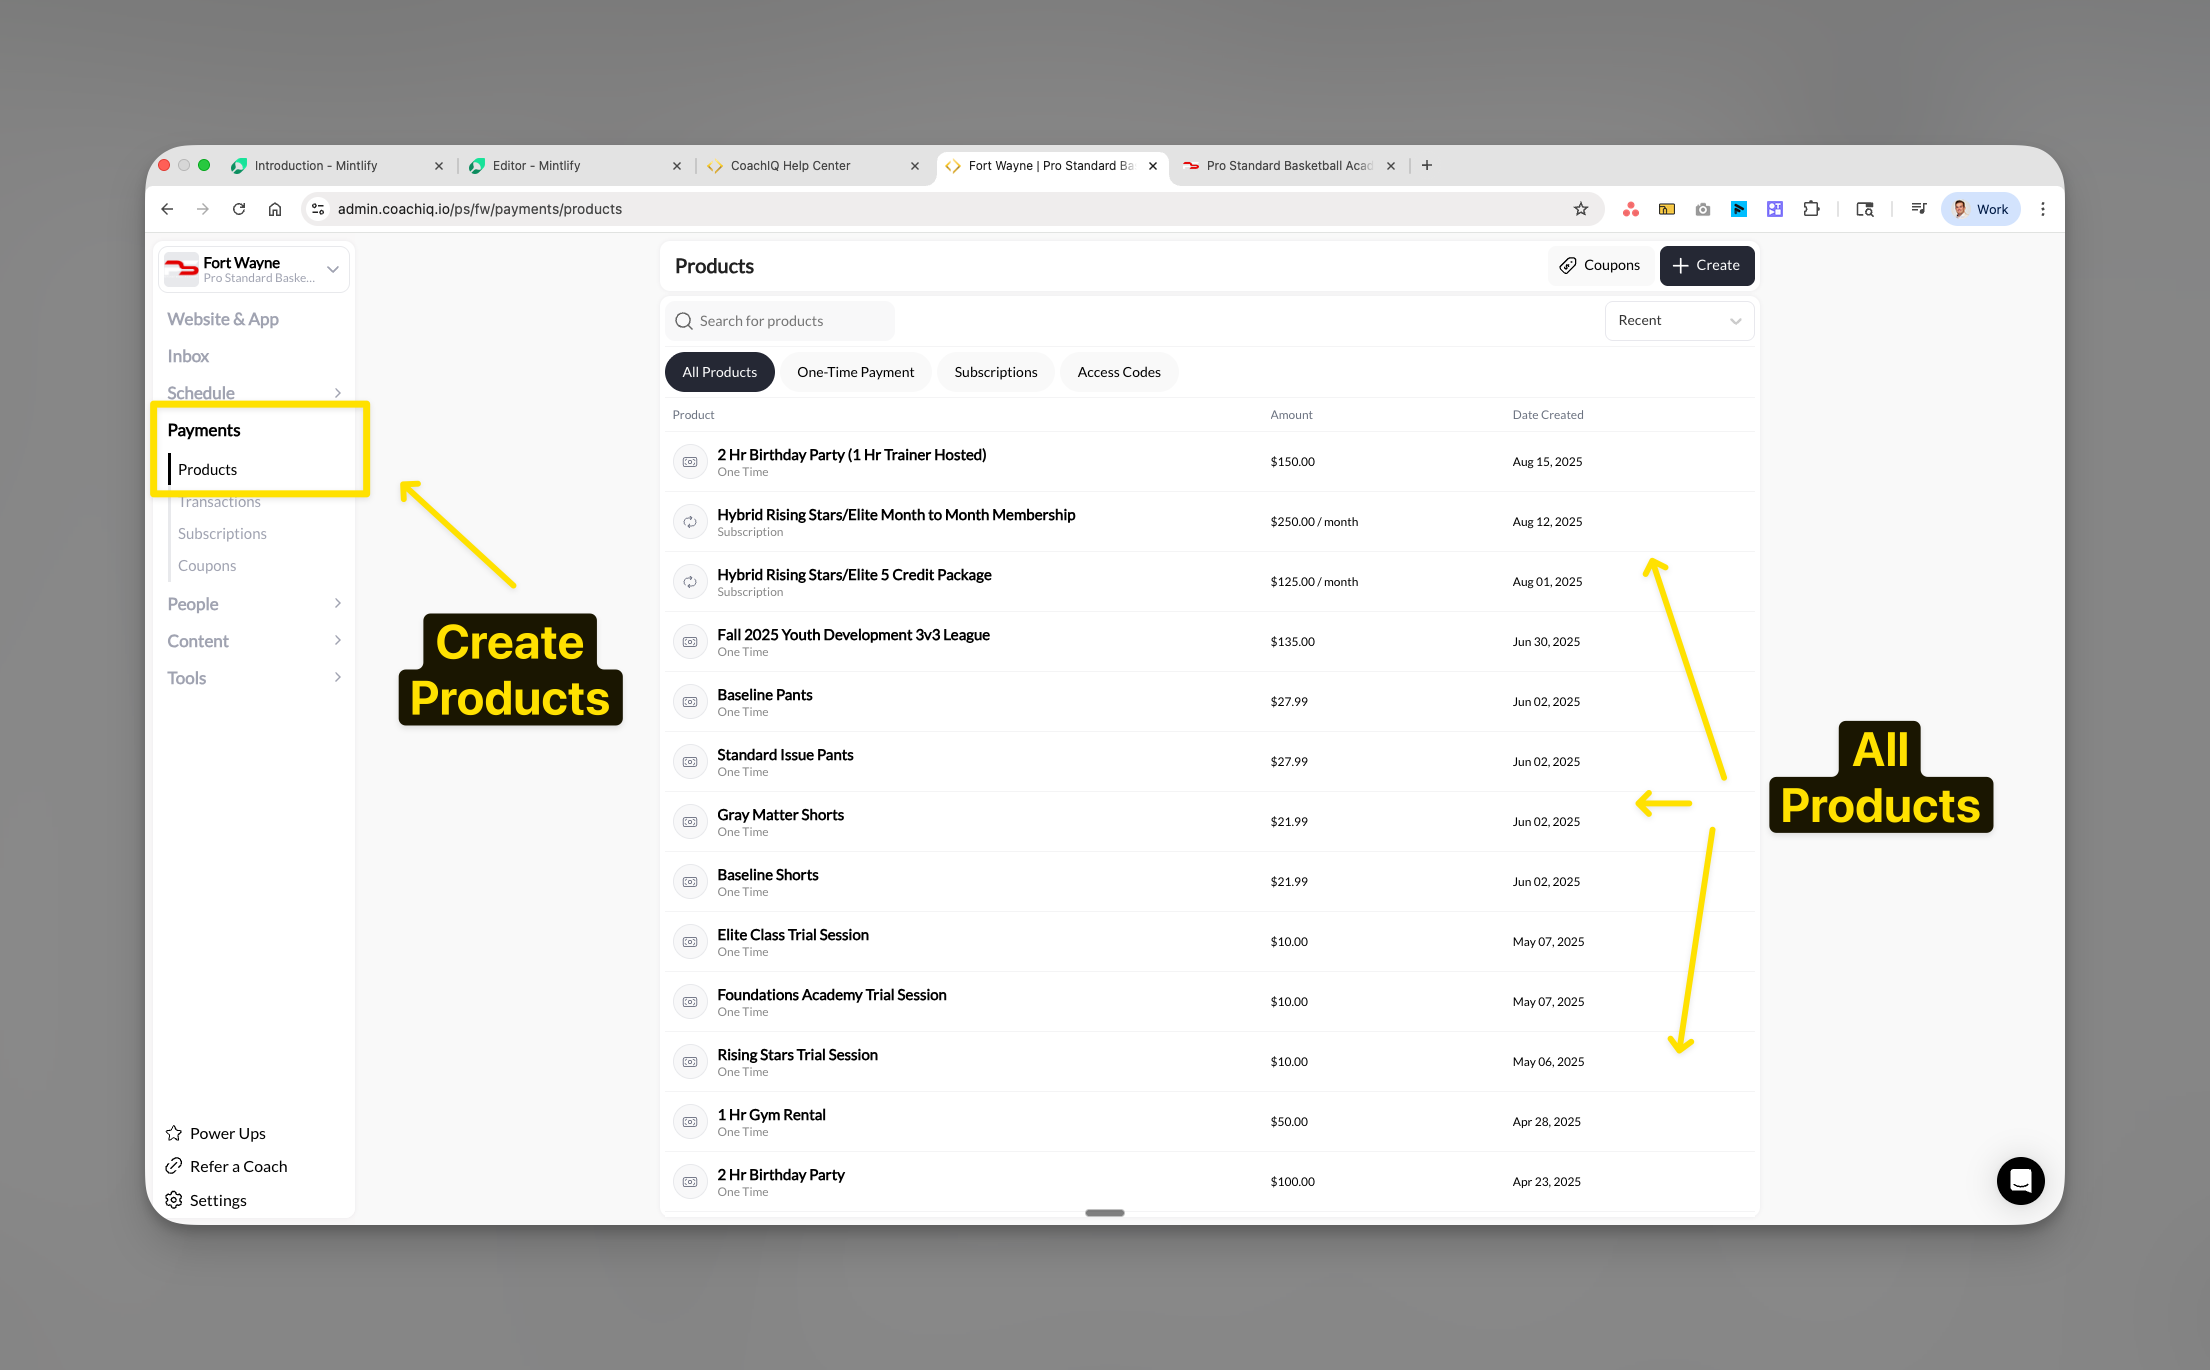 Introduction - Mintlify
Editor - Mintlify
CoachIQ Help Center
Fort Wayne | Pro Standard Ba
Pro Standard Basketball Acad
admin.coachiq.io/ps/fw/payments/products
Work
Fort Wayne
Pro Standard Baske...
Website & App
Inbox
Schedule
Payments
Products
Transactions
Subscriptions
Coupons
People
Content
Tools
Power Ups
Refer a Coach
Settings
Create
Products
Products
Coupons
Create
Search for products
Recent
All Products
One-Time Payment
Subscriptions
Access Codes
Product Amount Date Created
2 Hr Birthday Party (1 Hr Trainer Hosted) $150.00 Aug 15, 2025
One Time
Hybrid Rising Stars/Elite Month to Month Membership $250.00 / month Aug 12, 2025
Subscription
Hybrid Rising Stars/Elite 5 Credit Package $125.00 / month Aug 01, 2025
Subscription
Fall 2025 Youth Development 3v3 League $135.00 Jun 30, 2025
One Time
Baseline Pants $27.99 Jun 02, 2025
One Time
Standard Issue Pants $27.99 Jun 02, 2025
One Time
Gray Matter Shorts $21.99 Jun 02, 2025
One Time
Baseline Shorts $21.99 Jun 02, 2025
One Time
Elite Class Trial Session $10.00 May 07, 2025
One Time
Foundations Academy Trial Session $10.00 May 07, 2025
One Time
Rising Stars Trial Session $10.00 May 06, 2025
One Time
1 Hr Gym Rental $50.00 Apr 28, 2025
One Time
2 Hr Birthday Party $100.00 Apr 23, 2025
One Time
All
Products